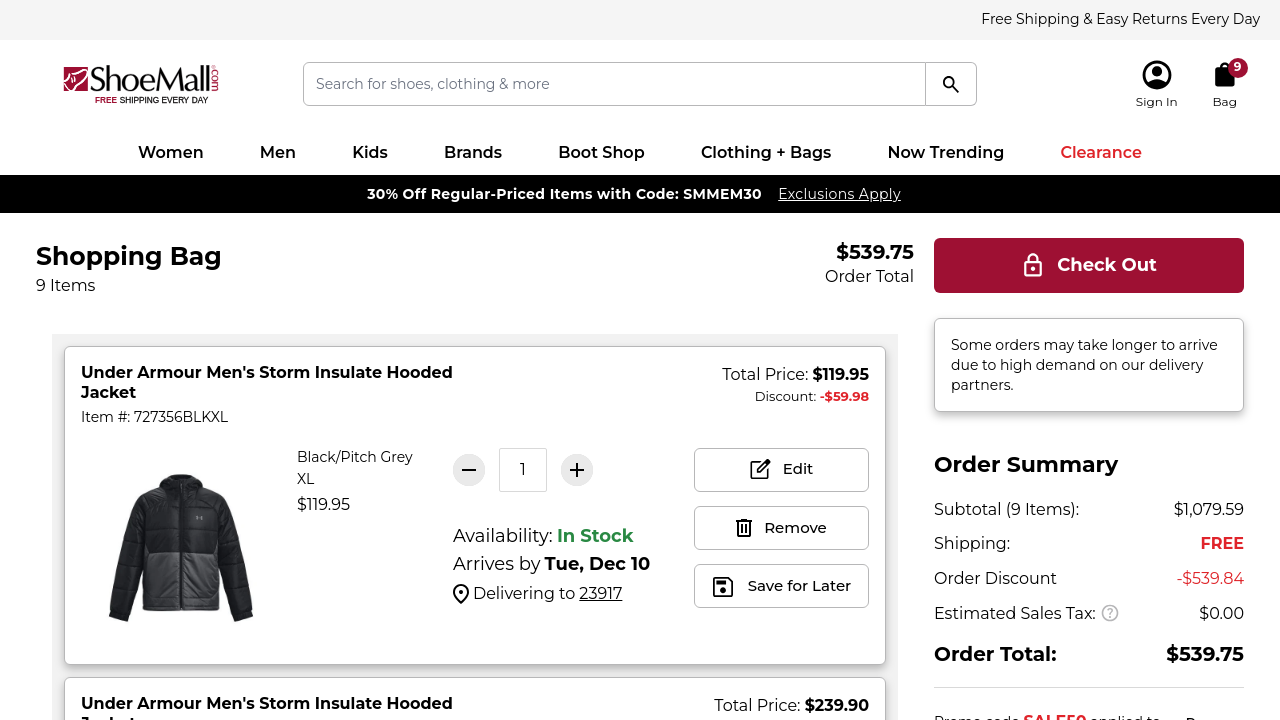 Free Shipping & Easy Returns Every Day
ShoeMall.com
FREE SHIPPING EVERY DAY
Search for shoes, clothing & more
Sign In
9
Bag
Women
Men
Kids
Brands
Boot Shop
Clothing + Bags
Now Trending
Clearance
30% Off Regular-Priced Items with Code: SMMEM30 Exclusions Apply
Shopping Bag
9 Items
$539.75
Order Total
Check Out
Under Armour Men's Storm Insulate Hooded
Jacket
Item #: 727356BLKXL
Total Price: $119.95
Discount: -$59.98
Black/Pitch Grey
XL
$119.95
1
Availability: In Stock
Arrives by Tue, Dec 10
Delivering to 23917
Edit
Remove
Save for Later
Under Armour Men's Storm Insulate Hooded
Total Price: $239.90
Some orders may take longer to arrive
due to high demand on our delivery
partners.
Order Summary
Subtotal (9 Items): $1,079.59
Shipping: FREE
Order Discount -$539.84
Estimated Sales Tax: ? $0.00
Order Total: $539.75
Promo code SALE50 applied to